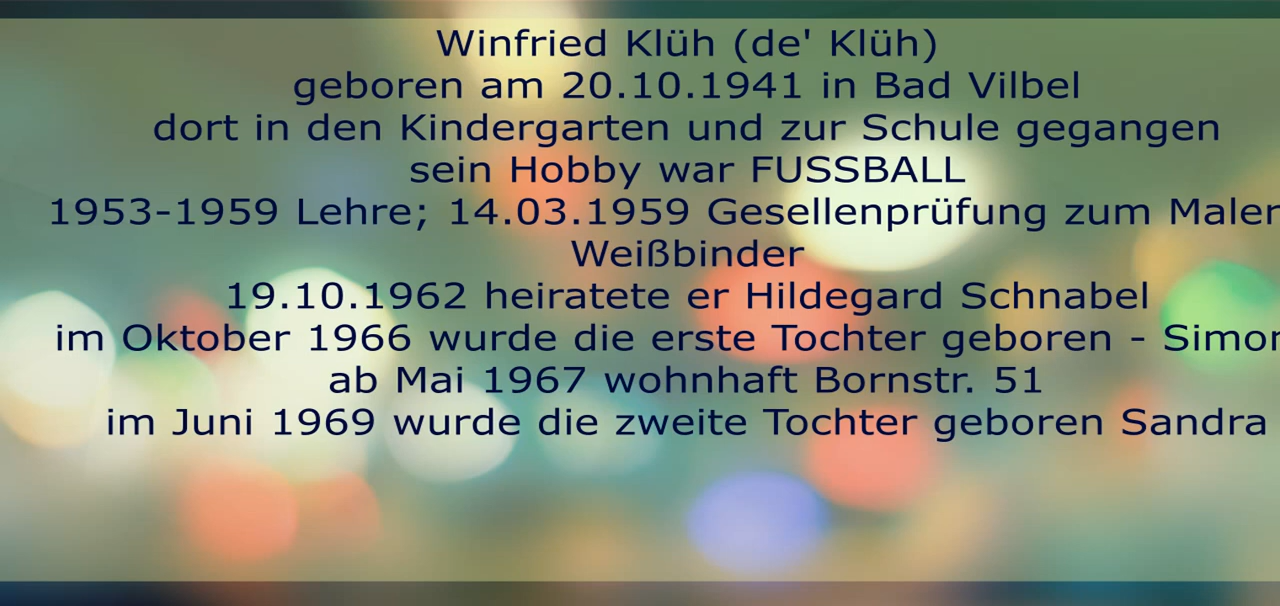 Winfried Klüh (de' Klüh)
geboren am 20.10.1941 in Bad Vilbel
dort in den Kindergarten und zur Schule gegangen
sein Hobby war FUSSBALL
1953-1959 Lehre; 14.03.1959 Gesellenprüfung zum Maler
Weißbinder
19.10.1962 heiratete er Hildegard Schnabel
im Oktober 1966 wurde die erste Tochter geboren -
ab Mai 1967 wohnhaft Bornstr. 51
im Juni 1969 wurde die zweite Tochter geboren Sandra